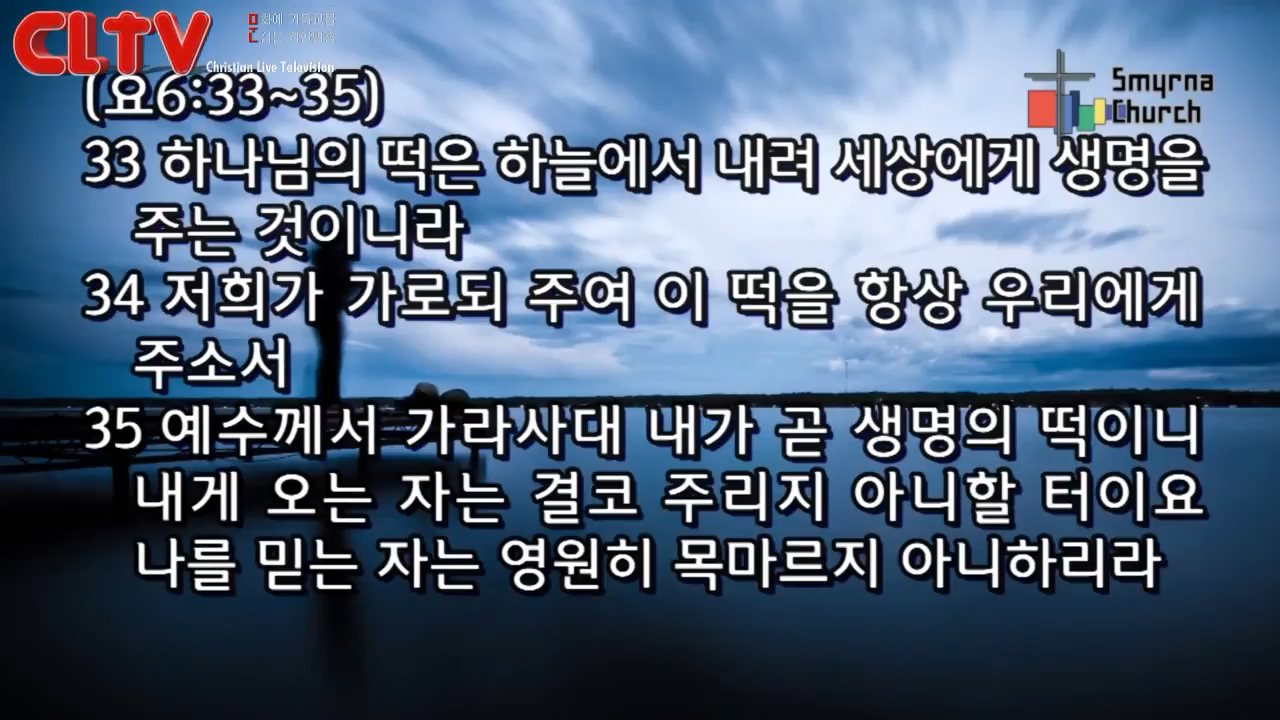 CLTV
Christian Live Television
Smyrna
Church
(요6:33~35)
33 하나님의 떡은 하늘에서 내려 세상에게 생명을
주는 것이니라
34 저희가 가로되 주여 이 떡을 항상 우리에게
주소서
35 예수께서 가라사대 내가 곧 생명의 떡이니
내게 오는 자는 결코 주리지 아니할 터이요
나를 믿는 자는 영원히 목마르지 아니하리라